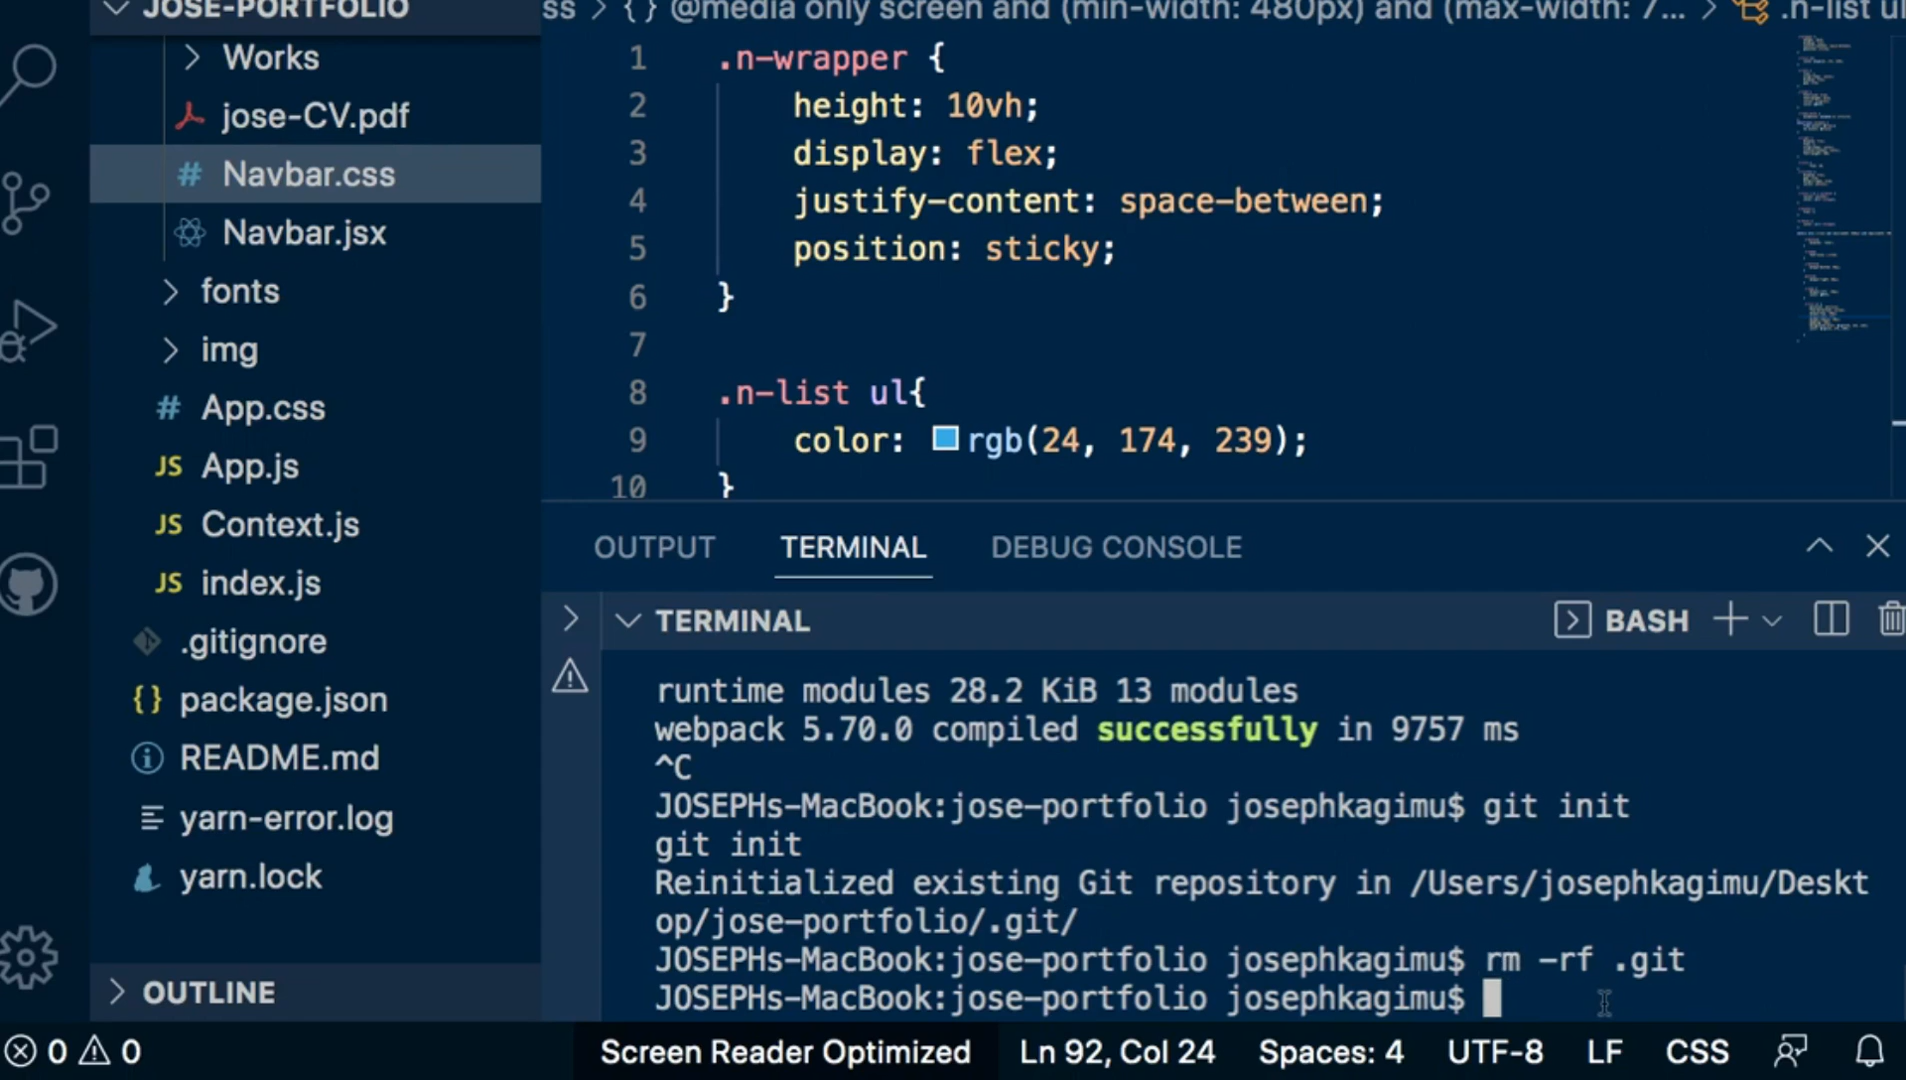 JOSE-PORTFOLIO
Works
jose-CV.pdf
# Navbar.css
Navbar.jsx
fonts
img
# App.css
JS App.js
JS Context.js
JS index.js
.gitignore
{} package.json
README.md
yarn-error.log
yarn.lock
OUTLINE
ss > {} @media only screen and (min-width: 480px) and (max-width: 7... > .n-list ul
1 .n-wrapper {
2 height: 10vh;
3 display: flex;
4 justify-content: space-between;
5 position: sticky;
6 }
7
8 .n-list ul{
9 color: rgb(24, 174, 239);
10 }
OUTPUT TERMINAL DEBUG CONSOLE
TERMINAL BASH
runtime modules 28.2 KiB 13 modules
webpack 5.70.0 compiled successfully in 9757 ms
^C
JOSEPHs-MacBook:jose-portfolio josephkagimu$ git init
git init
Reinitialized existing Git repository in /Users/josephkagimu/Deskt
op/jose-portfolio/.git/
JOSEPHs-MacBook:jose-portfolio josephkagimu$ rm -rf .git
JOSEPHs-MacBook:jose-portfolio josephkagimu$
0 0 Screen Reader Optimized Ln 92, Col 24 Spaces: 4 UTF-8 LF CSS